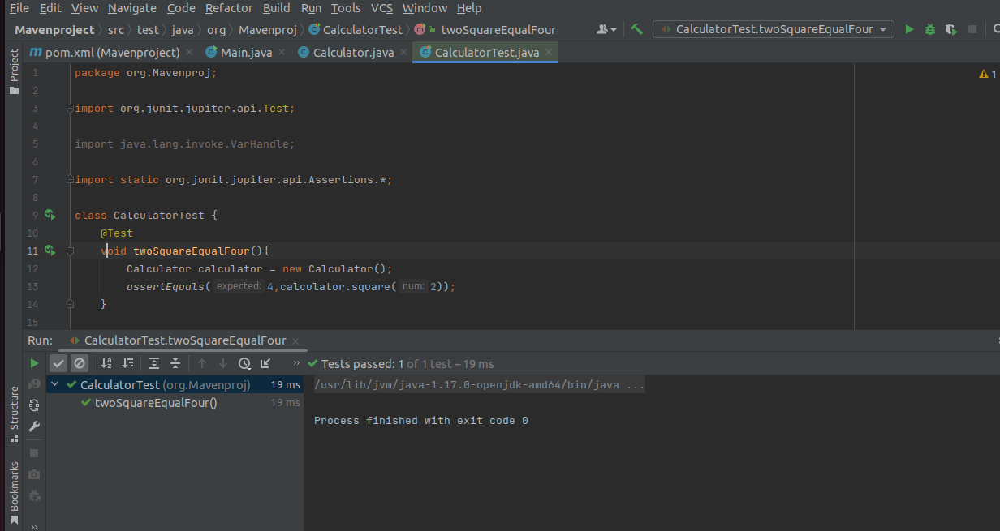 File Edit View Navigate Code Refactor Build Run Tools VCS Window Help
Mavenproject src test java org Mavenproj CalculatorTest m twoSquareEqualFour CalculatorTest.twoSquareEqualFour
Project
m pom.xml (Mavenproject) C Main.java C Calculator.java C CalculatorTest.java
1 package org.Mavenproj; 1
2
3 import org.junit.jupiter.api.Test;
4
5 import java.lang.invoke.VarHandle;
6
7 import static org.junit.jupiter.api.Assertions.*;
8
9 class CalculatorTest {
10 @Test
11 void twoSquareEqualFour(){
12 Calculator calculator = new Calculator();
13 assertEquals( expected: 4,calculator.square( num: 2));
14 }
15
Run: CalculatorTest.twoSquareEqualFour
Tests passed: 1 of 1 test – 19 ms
CalculatorTest (org.Mavenproj) 19 ms
twoSquareEqualFour() 19 ms
/usr/lib/jvm/java-1.17.0-openjdk-amd64/bin/java ...
Process finished with exit code 0
Structure
Bookmarks